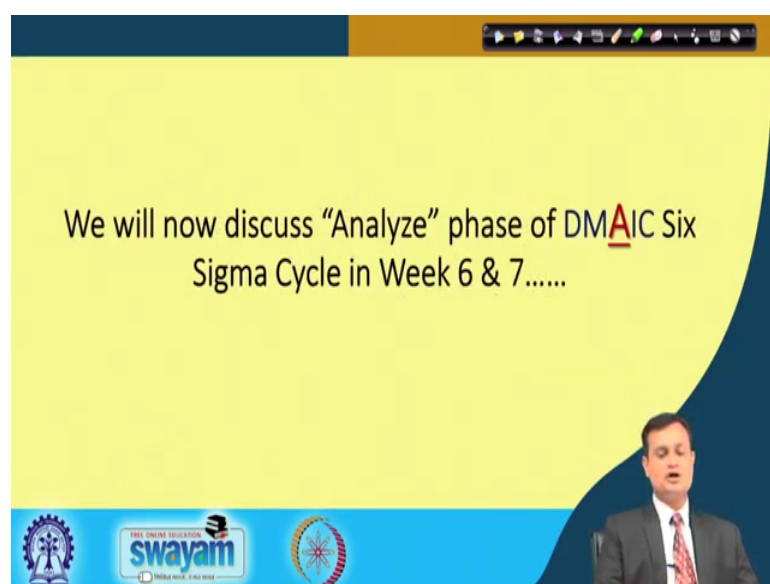 We will now discuss “Analyze” phase of DMAIC Six
Sigma Cycle in Week 6 & 7......
FREE ONLINE EDUCATION
swayam